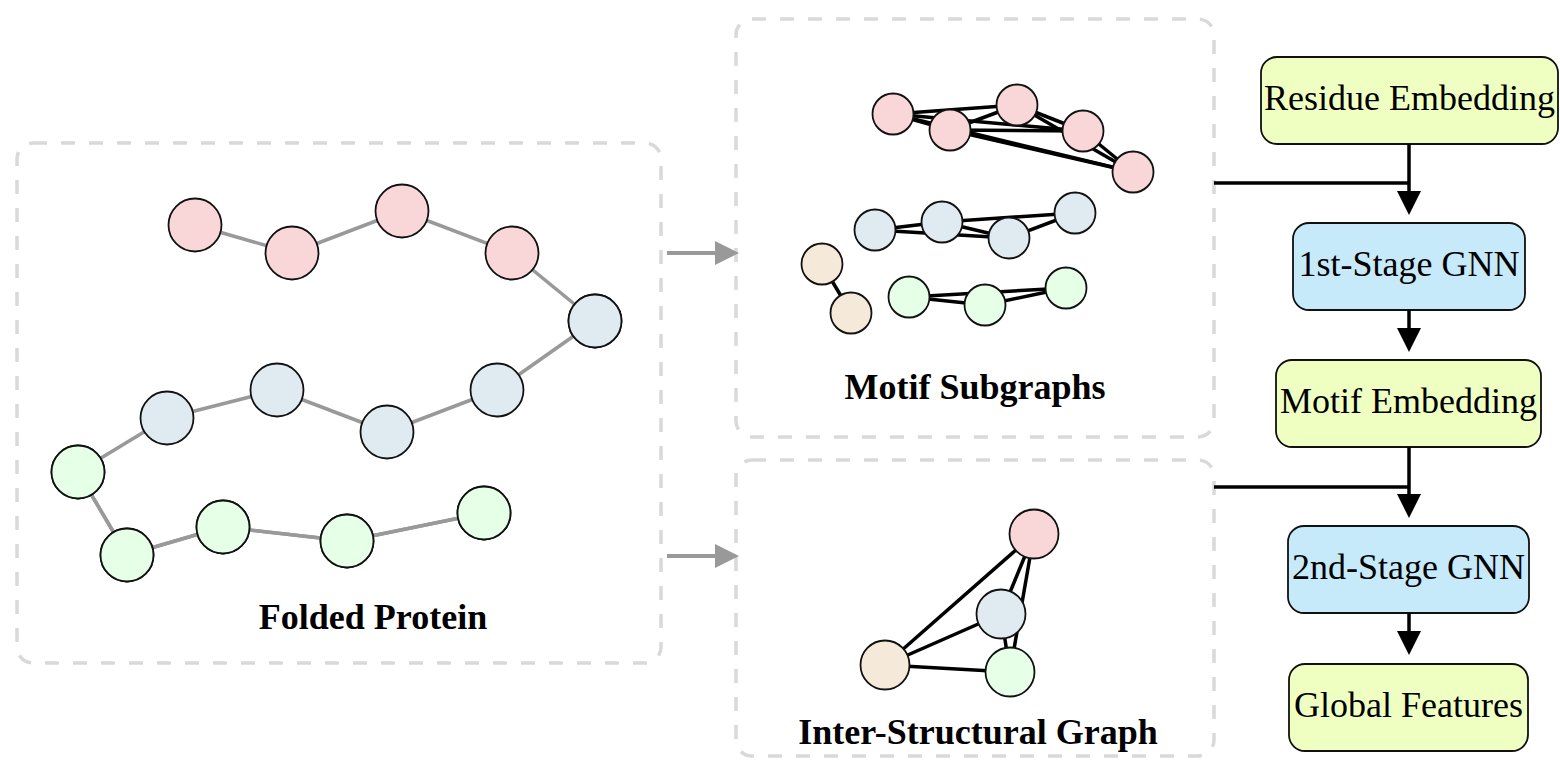 Folded Protein
Motif Subgraphs
Inter-Structural Graph
Residue Embedding
1st-Stage GNN
Motif Embedding
2nd-Stage GNN
Global Features